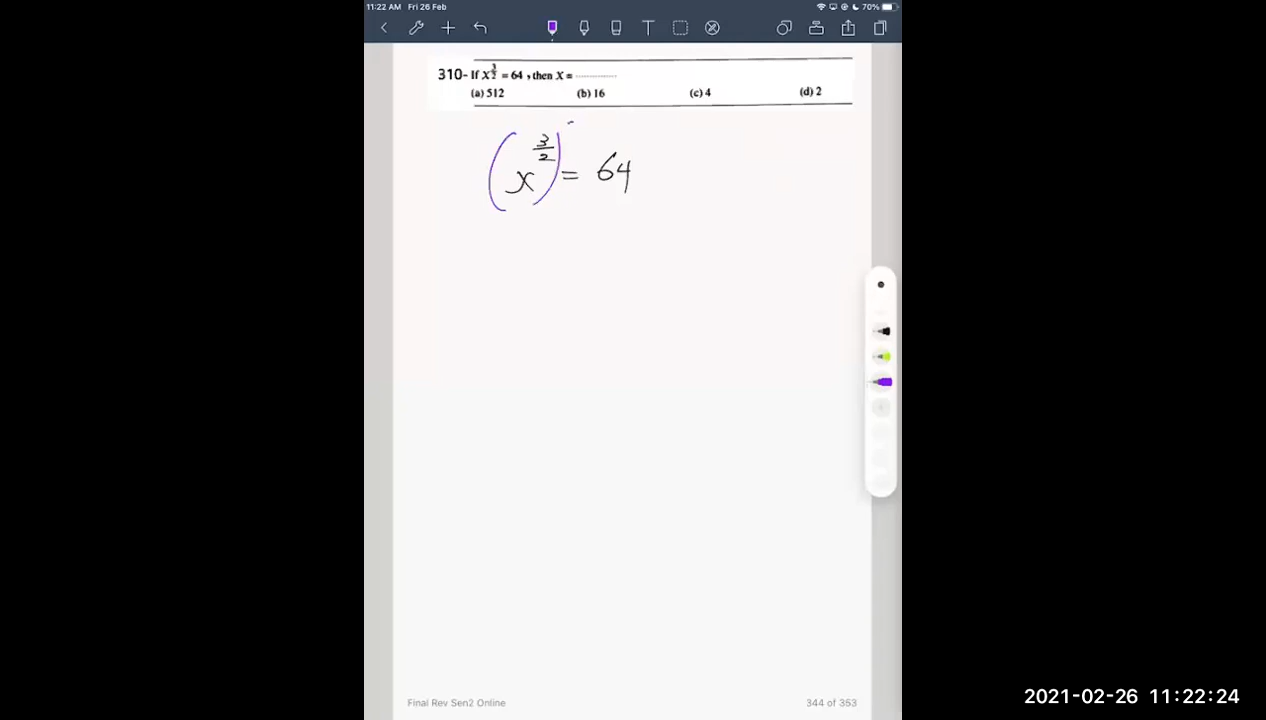 11:22 AM Fri 26 Feb 70%
T
310- If X^{3/2} = 64 , then X = ..............
(a) 512 (b) 16 (c) 4 (d) 2
(x^{3/2}) = 64
Final Rev Sen2 Online 344 of 353
2021-02-26 11:22:24